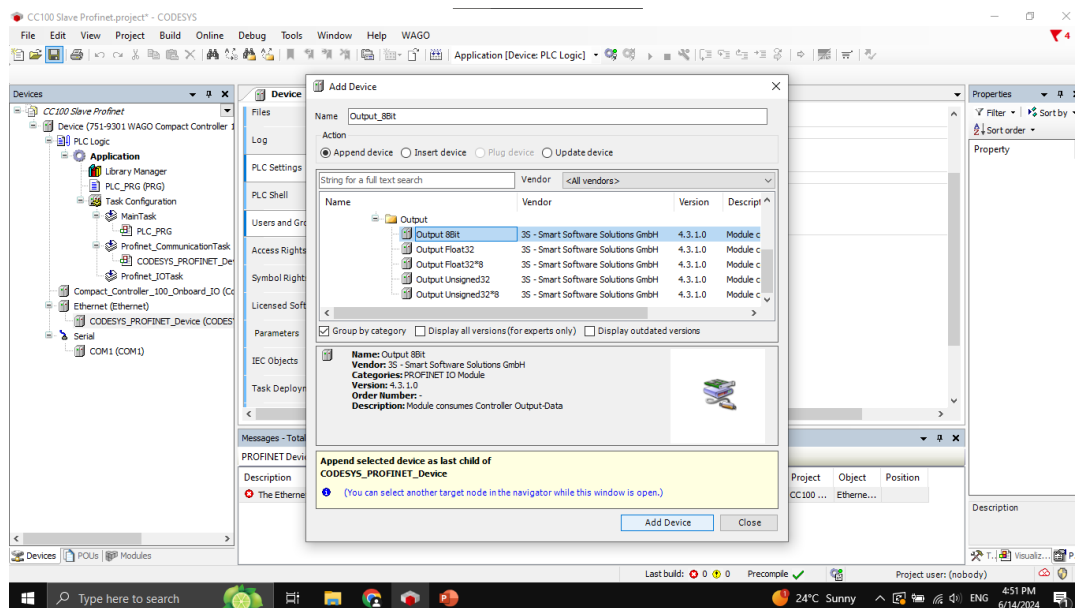 CC100 Slave Profinet.project* - CODESYS
File Edit View Project Build Online Debug Tools Window Help WAGO
4
Application [Device: PLC Logic]
Devices
CC100 Slave Profinet
Device (751-9301 WAGO Compact Controller 1
PLC Logic
Application
Library Manager
PLC_PRG (PRG)
Task Configuration
MainTask
PLC_PRG
Profinet_CommunicationTask
CODESYS_PROFINET_De
Profinet_IOTask
Compact_Controller_100_Onboard_IO (Co
Ethernet (Ethernet)
CODESYS_PROFINET_Device (CODES
Serial
COM1 (COM1)
Devices POUs Modules
Device
Files
Log
PLC Settings
PLC Shell
Users and Gro
Access Rights
Symbol Right
Licensed Soft
Parameters
IEC Objects
Task Deploym
Add Device
Name Output_8Bit
Action
Append device Insert device Plug device Update device
String for a full text search Vendor <All vendors>
Name Vendor Version Descript
Output
Output 8Bit 3S - Smart Software Solutions GmbH 4.3.1.0 Module c
Output Float32 3S - Smart Software Solutions GmbH 4.3.1.0 Module c
Output Float32*8 3S - Smart Software Solutions GmbH 4.3.1.0 Module c
Output Unsigned32 3S - Smart Software Solutions GmbH 4.3.1.0 Module c
Output Unsigned32*8 3S - Smart Software Solutions GmbH 4.3.1.0 Module c
Group by category Display all versions (for experts only) Display outdated versions
Name: Output 8Bit
Vendor: 3S - Smart Software Solutions GmbH
Categories: PROFINET IO Module
Version: 4.3.1.0
Order Number: -
Description: Module consumes Controller Output-Data
Append selected device as last child of
CODESYS_PROFINET_Device
(You can select another target node in the navigator while this window is open.)
Add Device Close
Messages - Total
PROFINET Devi
Description Project Object Position
The Etherne CC100 ... Etherne...
Properties
Filter Sort by
Sort order
Property
Description
T... Visualiz... P
Last build: 0 0 Precompile Project user: (nobody)
Type here to search 24°C Sunny ENG 4:51 PM
6/14/2024